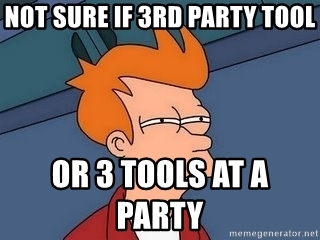 NOT SURE IF 3RD PARTY TOOL
OR 3 TOOLS AT A
PARTY
memegenerator.net